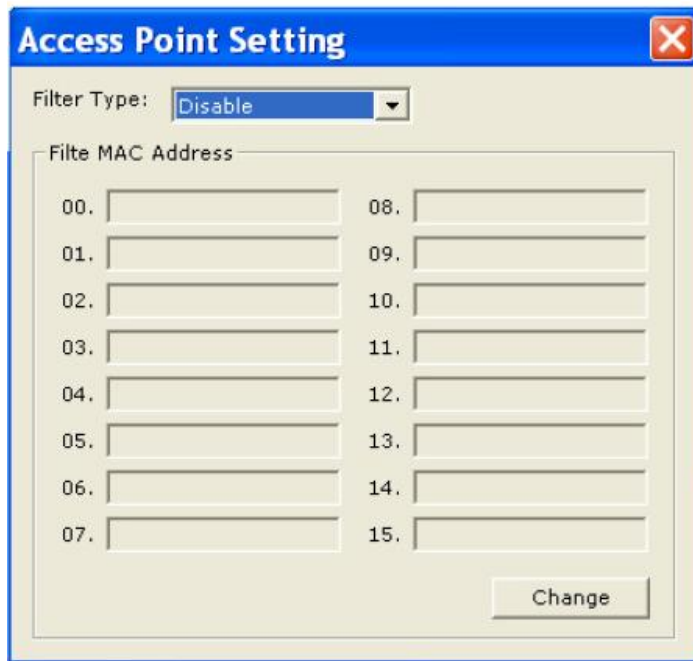 Access Point Setting
Filter Type: Disable
Filte MAC Address
00. 08.
01. 09.
02. 10.
03. 11.
04. 12.
05. 13.
06. 14.
07. 15.
Change